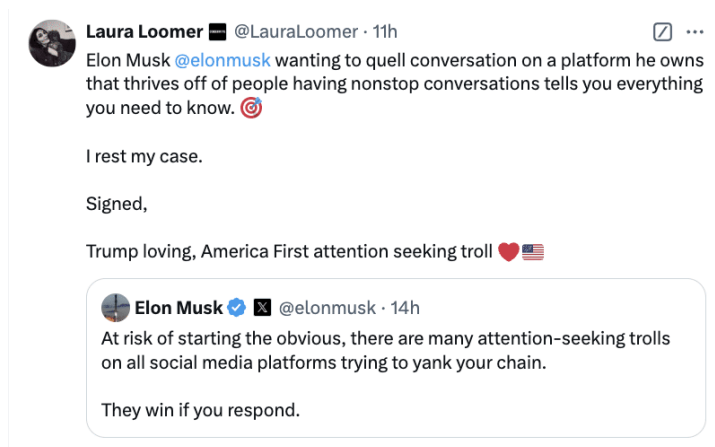 Laura Loomer @LauraLoomer · 11h
Elon Musk @elonmusk wanting to quell conversation on a platform he owns
that thrives off of people having nonstop conversations tells you everything
you need to know. 🎯
I rest my case.
Signed,
Trump loving, America First attention seeking troll ❤️🇺🇸
Elon Musk X @elonmusk · 14h
At risk of starting the obvious, there are many attention-seeking trolls
on all social media platforms trying to yank your chain.
They win if you respond.